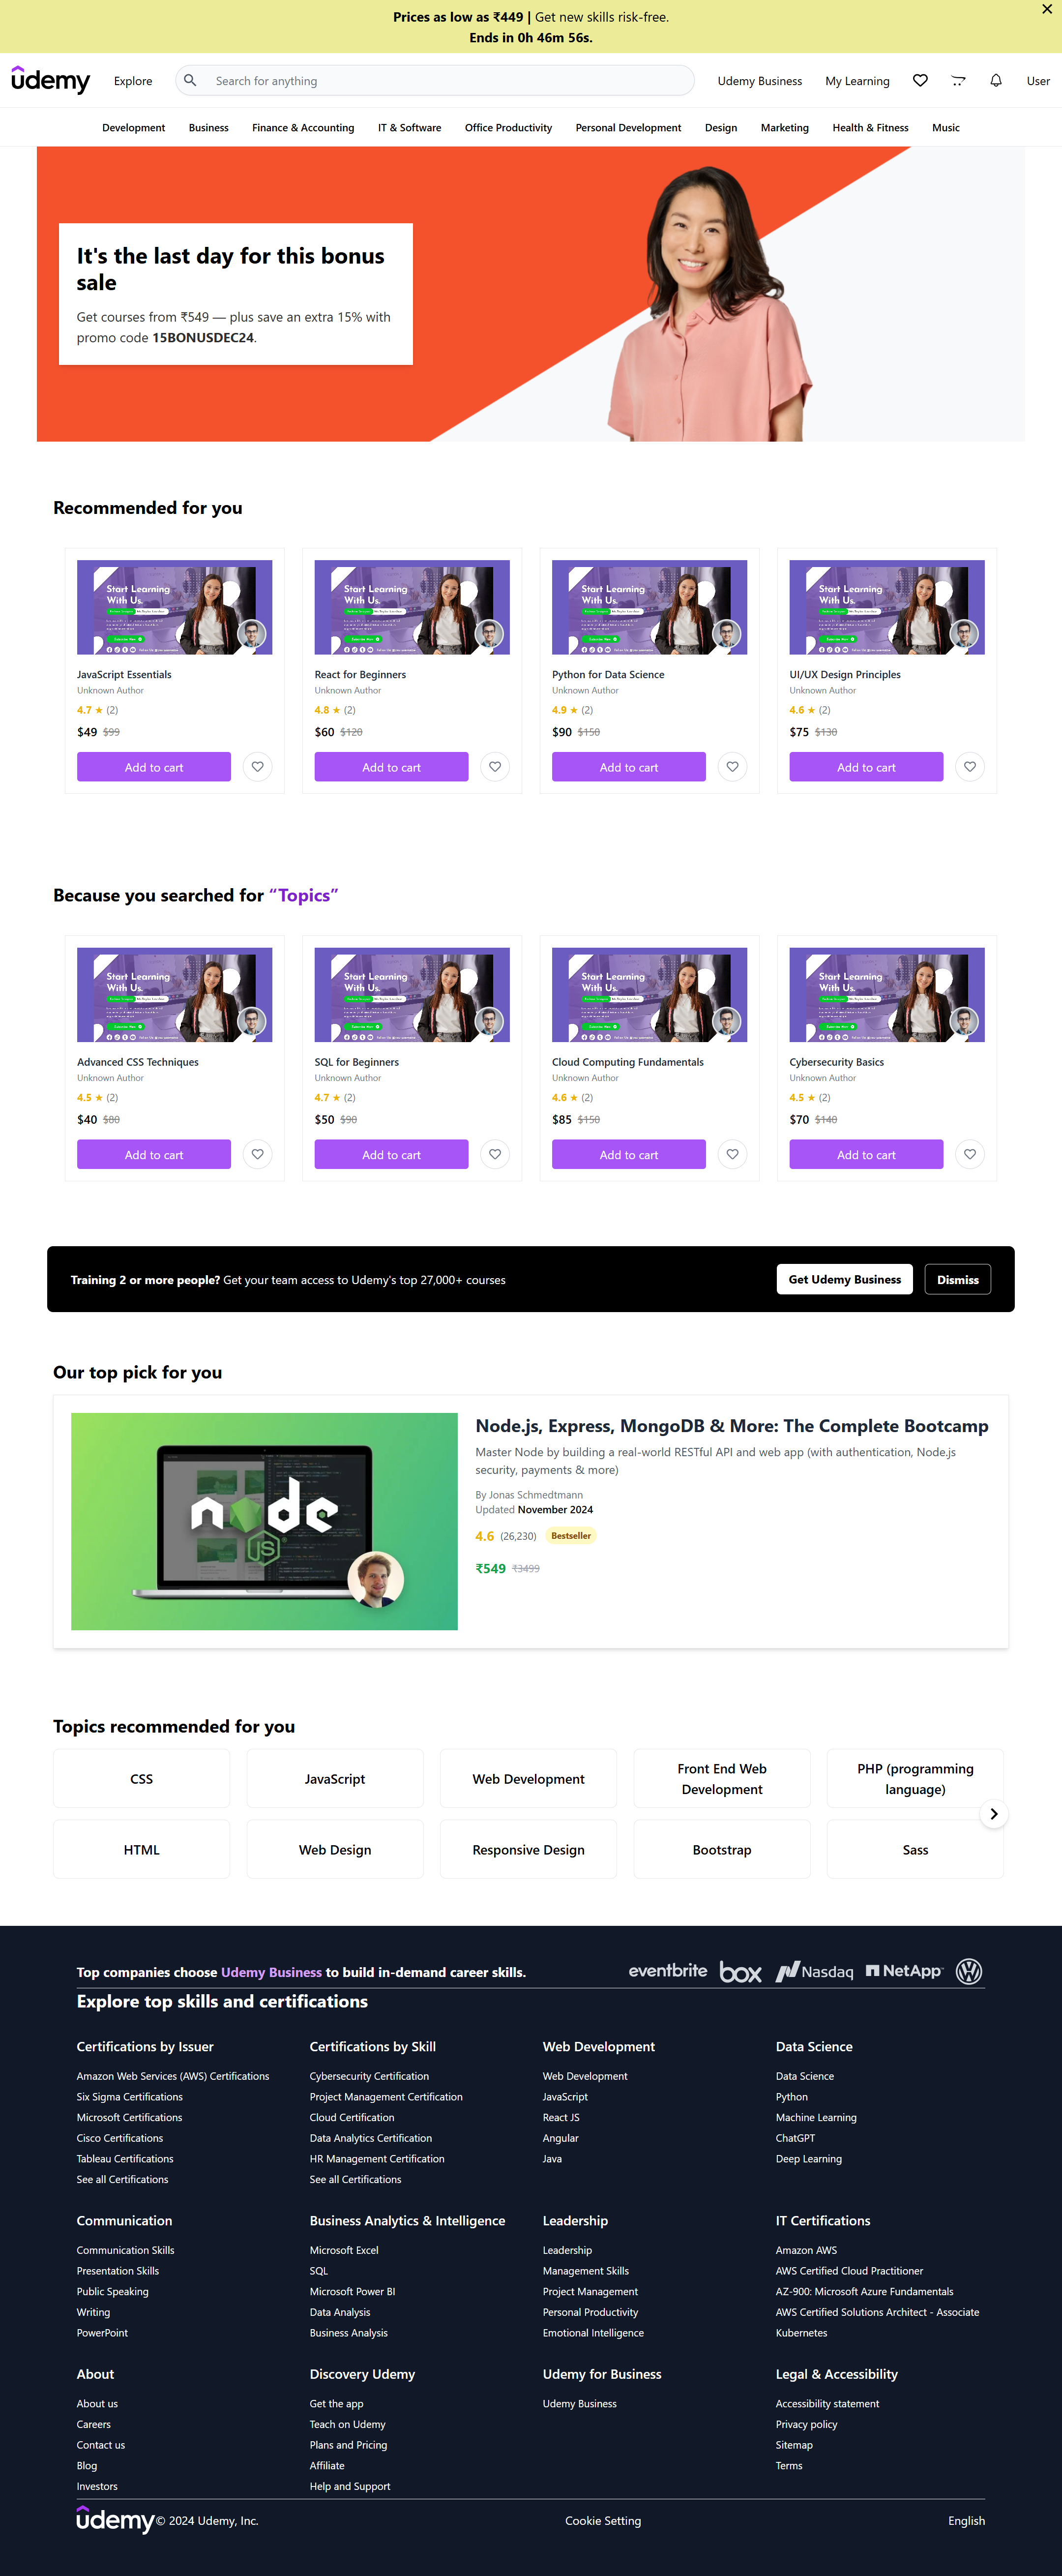 Prices as low as ₹449 | Get new skills risk-free.
Ends in 0h 46m 56s.
udemy
Explore
Search for anything
Udemy Business
My Learning
User
Development
Business
Finance & Accounting
IT & Software
Office Productivity
Personal Development
Design
Marketing
Health & Fitness
Music
It's the last day for this bonus
sale
Get courses from ₹549 — plus save an extra 15% with
promo code 15BONUSDEC24.
Recommended for you
Start Learning
With Us.
Start Learning
With Us.
Start Learning
With Us.
Start Learning
With Us.
JavaScript Essentials
React for Beginners
Python for Data Science
UI/UX Design Principles
Unknown Author
Unknown Author
Unknown Author
Unknown Author
4.7 ★ (2)
4.8 ★ (2)
4.9 ★ (2)
4.6 ★ (2)
$49 $99
$60 $120
$90 $150
$75 $130
Add to cart
Add to cart
Add to cart
Add to cart
Because you searched for “Topics”
Start Learning
With Us.
Start Learning
With Us.
Start Learning
With Us.
Start Learning
With Us.
Advanced CSS Techniques
SQL for Beginners
Cloud Computing Fundamentals
Cybersecurity Basics
Unknown Author
Unknown Author
Unknown Author
Unknown Author
4.5 ★ (2)
4.7 ★ (2)
4.6 ★ (2)
4.5 ★ (2)
$40 $80
$50 $90
$85 $150
$70 $140
Add to cart
Add to cart
Add to cart
Add to cart
Training 2 or more people? Get your team access to Udemy's top 27,000+ courses
Get Udemy Business
Dismiss
Our top pick for you
node
JS
Node.js, Express, MongoDB & More: The Complete Bootcamp
Master Node by building a real-world RESTful API and web app (with authentication, Node.js
security, payments & more)
By Jonas Schmedtmann
Updated November 2024
4.6 (26,230) Bestseller
₹549 ₹3499
Topics recommended for you
CSS
JavaScript
Web Development
Front End Web
Development
PHP (programming
language)
HTML
Web Design
Responsive Design
Bootstrap
Sass
Top companies choose Udemy Business to build in-demand career skills.
eventbrite
box
Nasdaq
NetApp
Explore top skills and certifications
Certifications by Issuer
Amazon Web Services (AWS) Certifications
Six Sigma Certifications
Microsoft Certifications
Cisco Certifications
Tableau Certifications
See all Certifications
Certifications by Skill
Cybersecurity Certification
Project Management Certification
Cloud Certification
Data Analytics Certification
HR Management Certification
See all Certifications
Web Development
Web Development
JavaScript
React JS
Angular
Java
Data Science
Data Science
Python
Machine Learning
ChatGPT
Deep Learning
Communication
Communication Skills
Presentation Skills
Public Speaking
Writing
PowerPoint
Business Analytics & Intelligence
Microsoft Excel
SQL
Microsoft Power BI
Data Analysis
Business Analysis
Leadership
Leadership
Management Skills
Project Management
Personal Productivity
Emotional Intelligence
IT Certifications
Amazon AWS
AWS Certified Cloud Practitioner
AZ-900: Microsoft Azure Fundamentals
AWS Certified Solutions Architect - Associate
Kubernetes
About
About us
Careers
Contact us
Blog
Investors
Discovery Udemy
Get the app
Teach on Udemy
Plans and Pricing
Affiliate
Help and Support
Udemy for Business
Udemy Business
Legal & Accessibility
Accessibility statement
Privacy policy
Sitemap
Terms
udemy © 2024 Udemy, Inc.
Cookie Setting
English